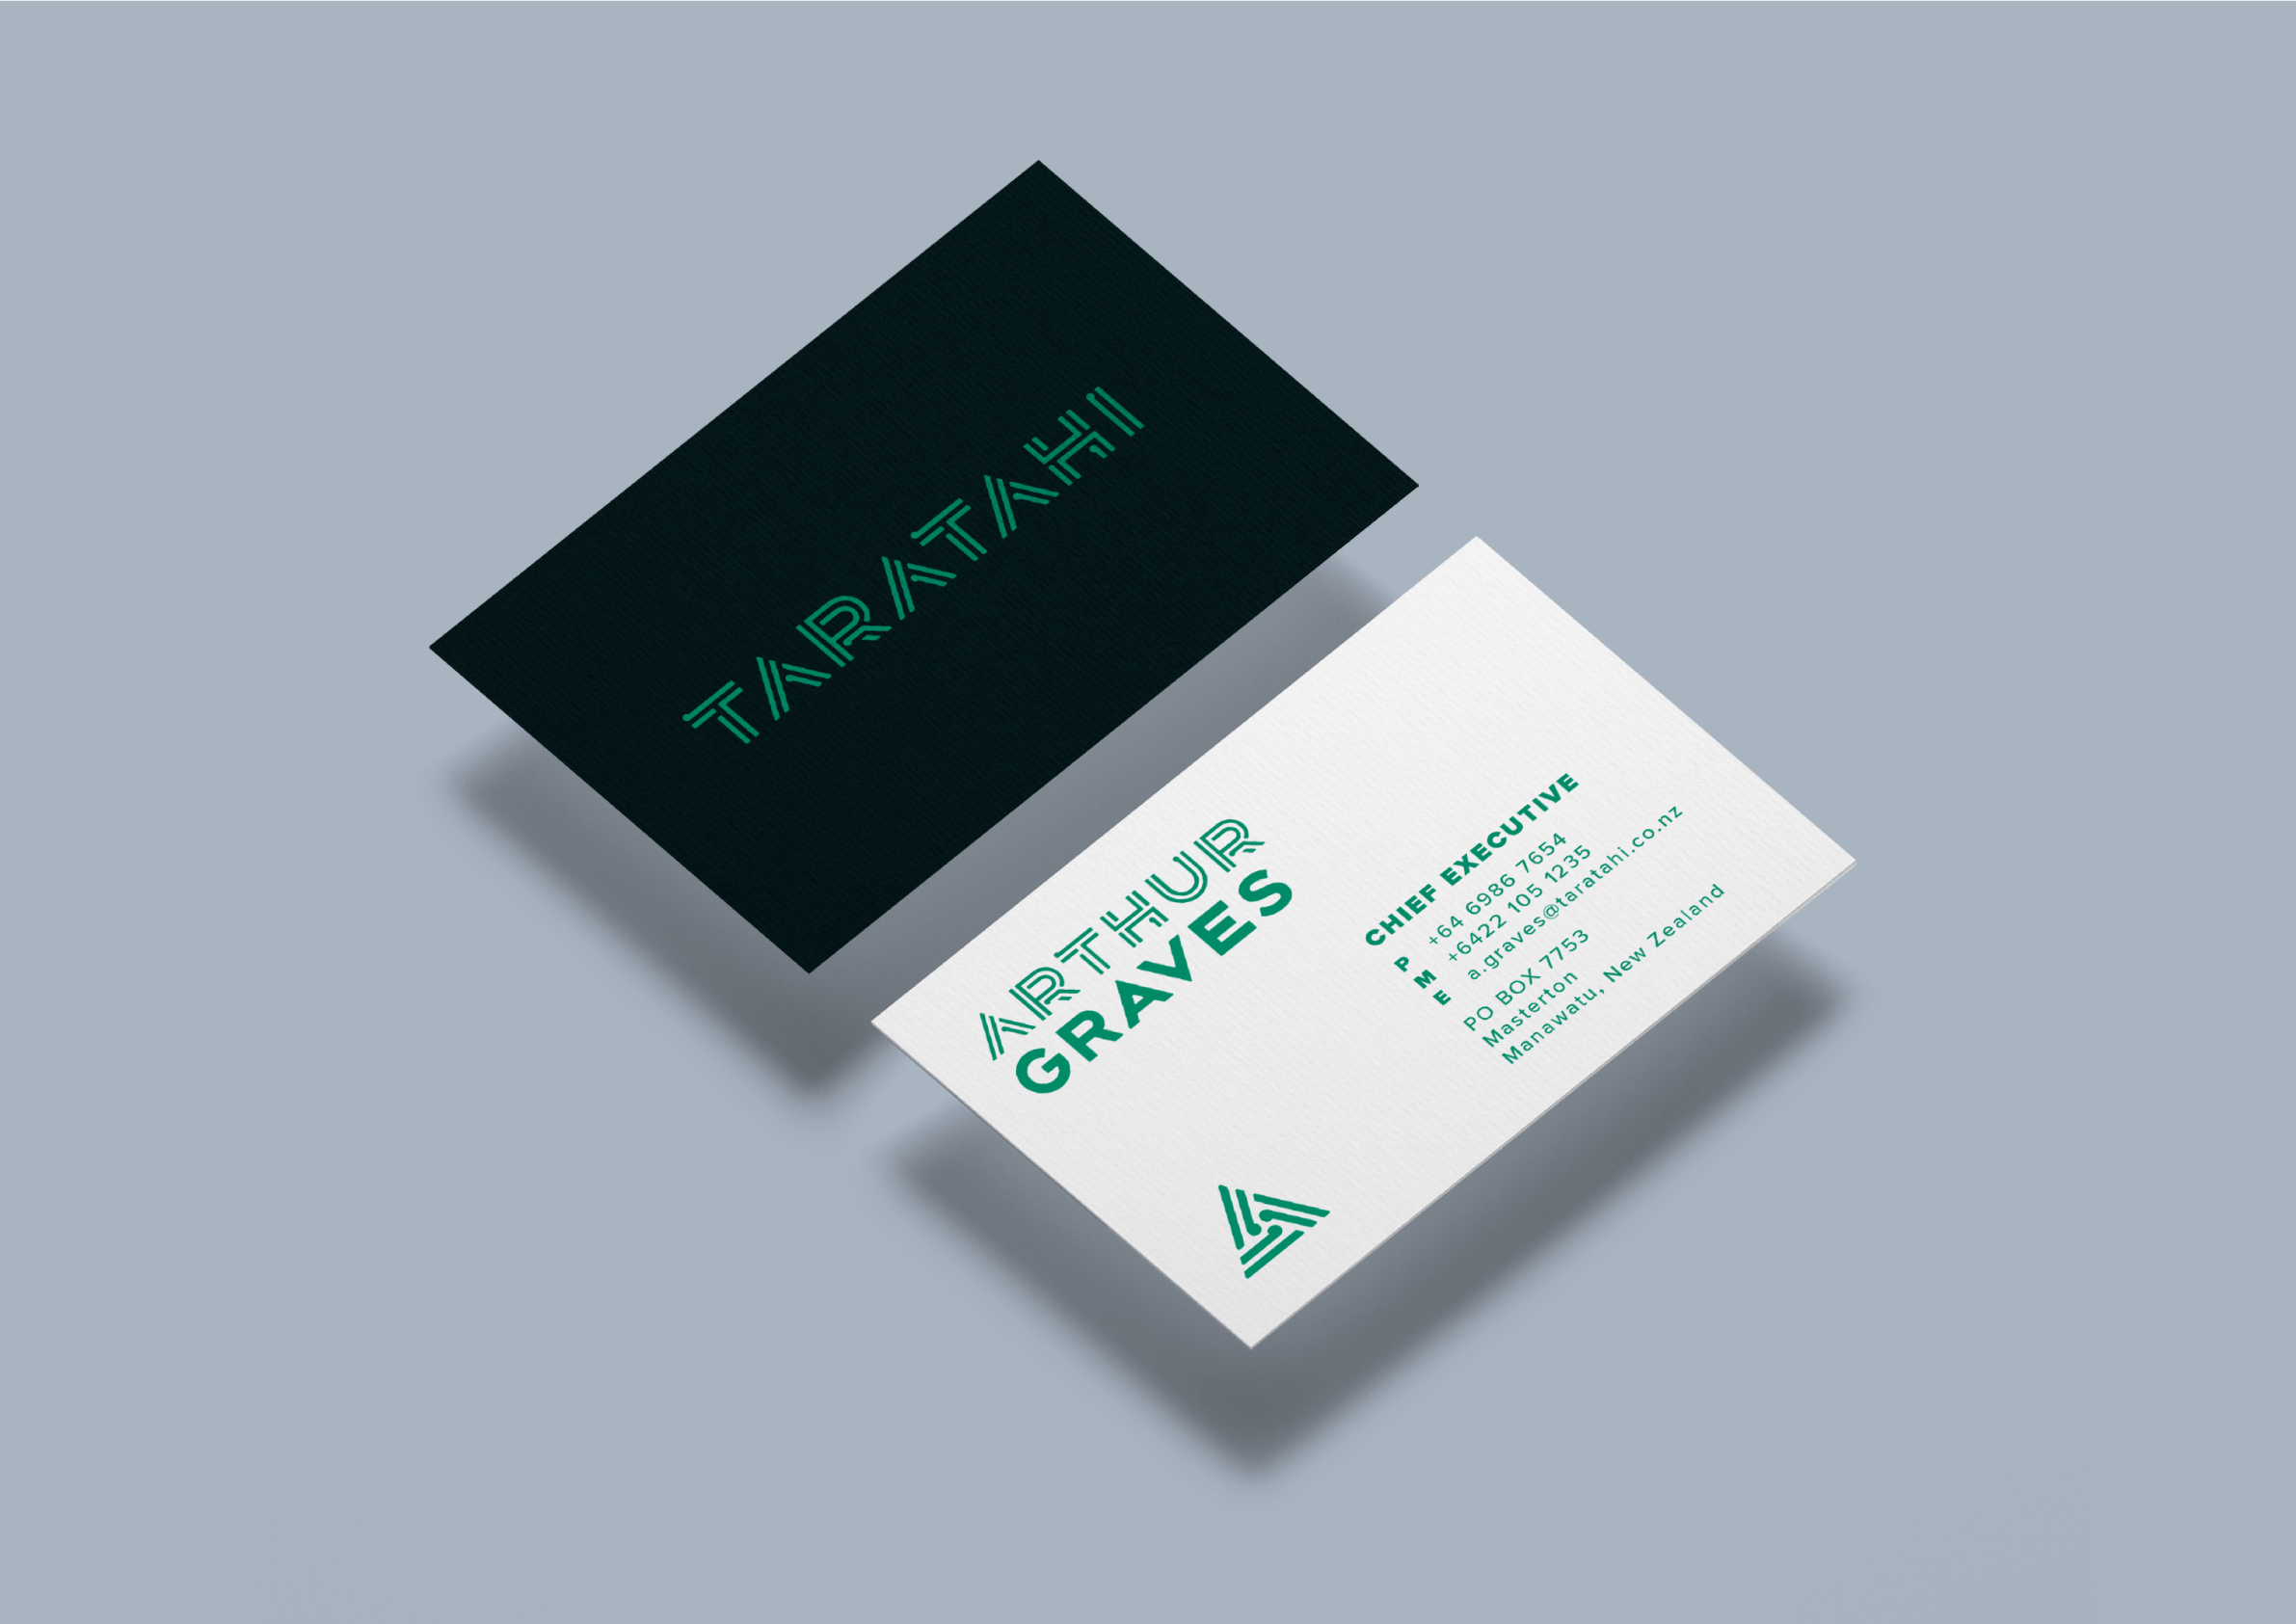 TARATAHI
ARTHUR
GRAVES
CHIEF EXECUTIVE
P +64 6986 7654
M +6422 105 1235
E a.graves@taratahi.co.nz
PO BOX 7753
Masterton
Manawatu, New Zealand